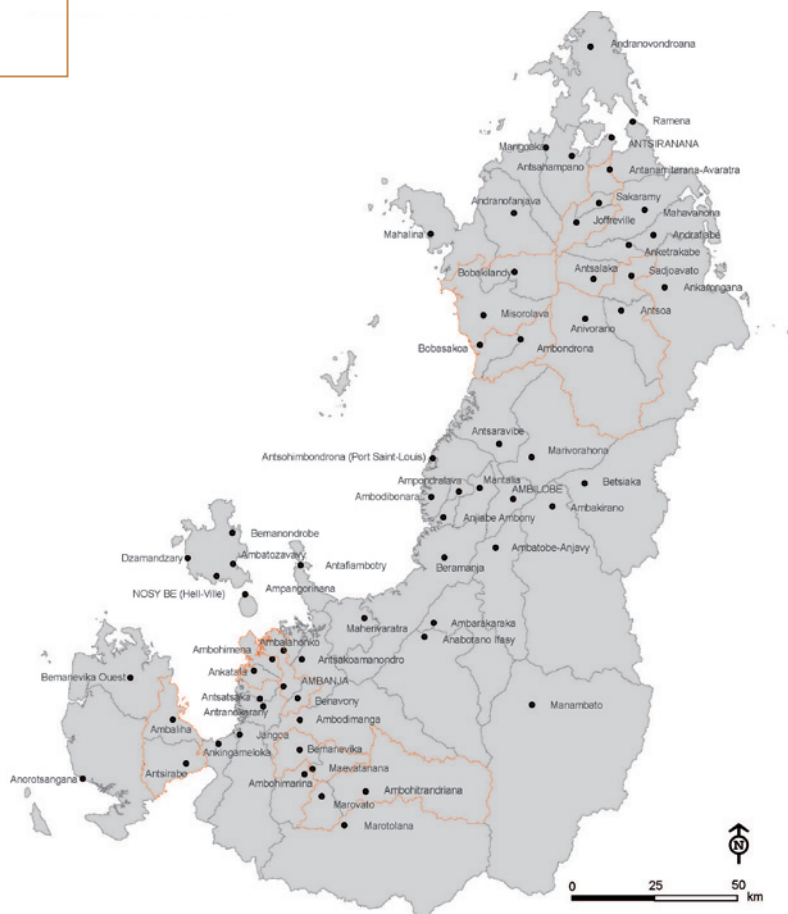 Andranovondroana
Ramena
ANTSIRANANA
Mangoaka
Antsahampano
Antanamiterana-Avaratra
Sakaramy
Andranofanjava
Mahavanona
Joffreville
Mahalina
Andrafiabe
Anketrakabe
Bobakilandy
Antsalaka
Sadjoavato
Ankarongana
Misorolava
Antsoa
Anivorano
Bobasakoa
Ambondrona
Antsaravibe
Marivorahona
Antsohimbondrona (Port Saint-Louis)
Ampondralava
Mantalia
Betsiaka
AMBILOBE
Ambodibonara
Ambakirano
Anjiabe Ambony
Bemanondrobe
Ambatobe-Anjavy
Dzamandzary
Ambatozavavy
Antafiambotry
Beramanja
NOSY BE (Hell-Ville)
Ampangorinana
Maherivaratra
Ambarakaraka
Anaborano Ifasy
Ambohimena
Ambalahonko
Antsakoamanondro
Ankatafa
Bemanevika Ouest
AMBANJA
Antsatsaka
Benavony
Antranokarany
Manambato
Ambaliha
Ambodimanga
Jangoa
Ankingameloka
Bemanevika
Antsirabe
Maevatanana
Anorotsangana
Ambohimarina
Ambohitrandriana
Marovato
Marotolana
N
0 25 50
km